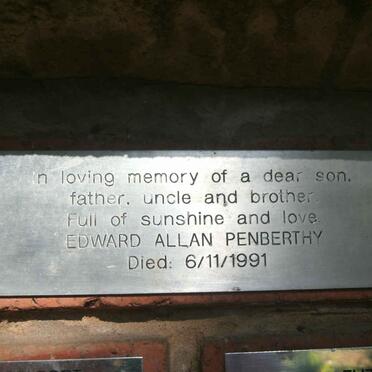 In loving memory of a dear son,
father, uncle and brother.
Full of sunshine and love.
EDWARD ALLAN PENBERTHY
Died: 6/11/1991